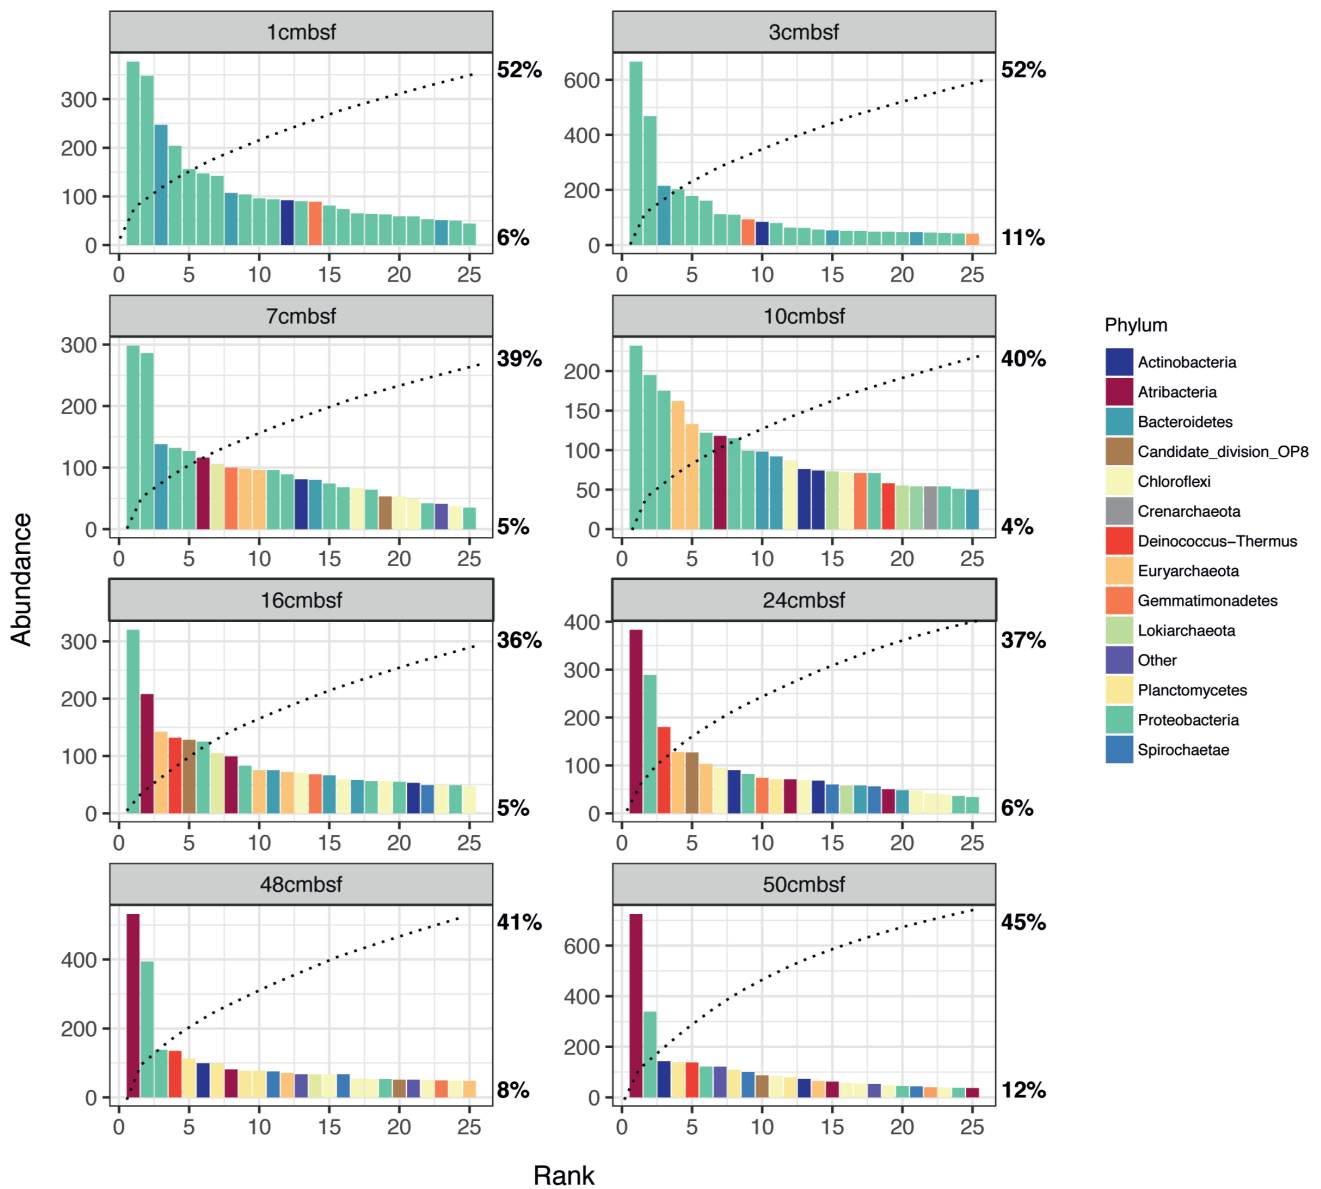 1cmbsf
3cmbsf
300
200
100
0
52%
6%
600
400
200
0
52%
11%
0 5 10 15 20 25
0 5 10 15 20 25
7cmbsf
10cmbsf
300
200
100
0
39%
5%
200
150
100
50
0
40%
4%
0 5 10 15 20 25
0 5 10 15 20 25
16cmbsf
24cmbsf
300
200
100
0
36%
5%
400
300
200
100
0
37%
6%
0 5 10 15 20 25
0 5 10 15 20 25
48cmbsf
50cmbsf
400
200
0
41%
8%
600
400
200
0
45%
12%
0 5 10 15 20 25
0 5 10 15 20 25
Abundance
Rank
Phylum
Actinobacteria
Atribacteria
Bacteroidetes
Candidate_division_OP8
Chloroflexi
Crenarchaeota
Deinococcus−Thermus
Euryarchaeota
Gemmatimonadetes
Lokiarchaeota
Other
Planctomycetes
Proteobacteria
Spirochaetae